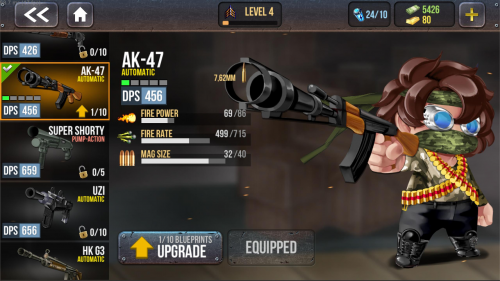 LEVEL 4
24/10
5426
80
DPS 426
0/10
AK-47
AUTOMATIC
DPS 456
1/10
SUPER SHORTY
PUMP-ACTION
DPS 659
0/5
UZI
AUTOMATIC
DPS 656
0/10
HK G3
AUTOMATIC
AK-47
AUTOMATIC
DPS 456
7,62MM
FIRE POWER 69/86
FIRE RATE 499/715
MAG SIZE 32/40
1/10 BLUEPRINTS
UPGRADE
EQUIPPED